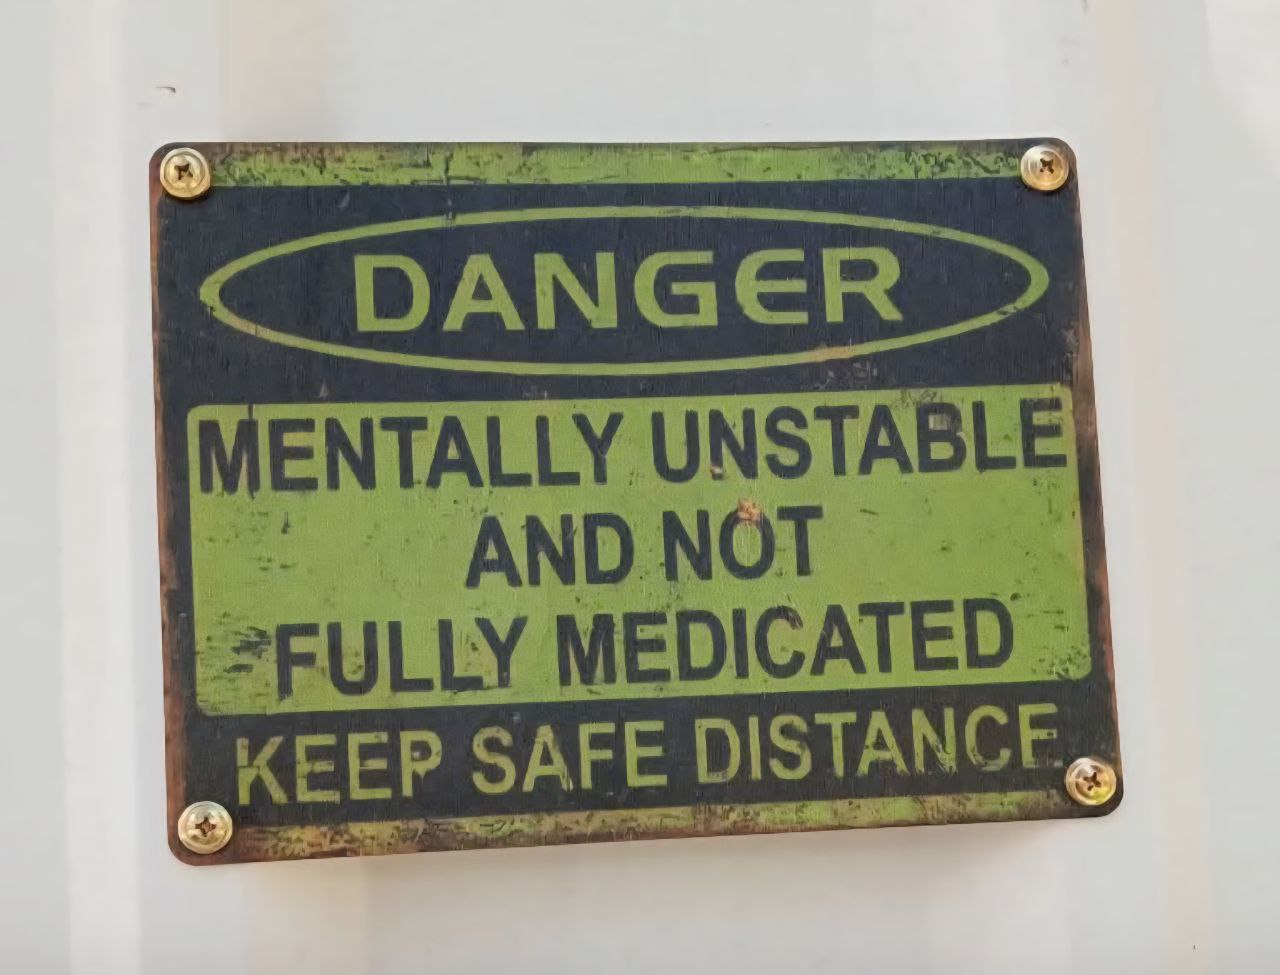 DANGER
MENTALLY UNSTABLE
AND NOT
FULLY MEDICATED
KEEP SAFE DISTANCE